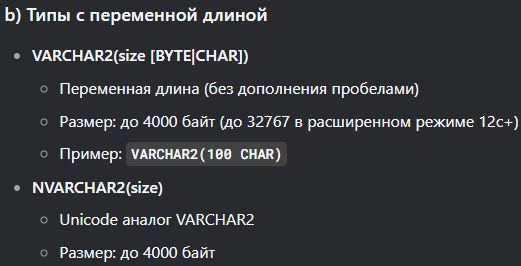 b) Типы с переменной длиной
VARCHAR2(size [BYTE|CHAR])
Переменная длина (без дополнения пробелами)
Размер: до 4000 байт (до 32767 в расширенном режиме 12c+)
Пример: VARCHAR2(100 CHAR)
NVARCHAR2(size)
Unicode аналог VARCHAR2
Размер: до 4000 байт